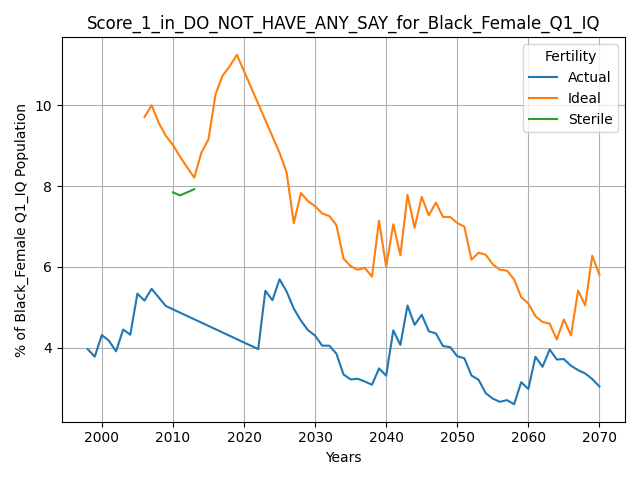 Score_1_in_DO_NOT_HAVE_ANY_SAY_for_Black_Female_Q1_IQ
Fertility
Actual
Ideal
Sterile
% of Black_Female Q1_IQ Population
10
8
6
4
2000
2010
2020
2030
2040
2050
2060
2070
Years